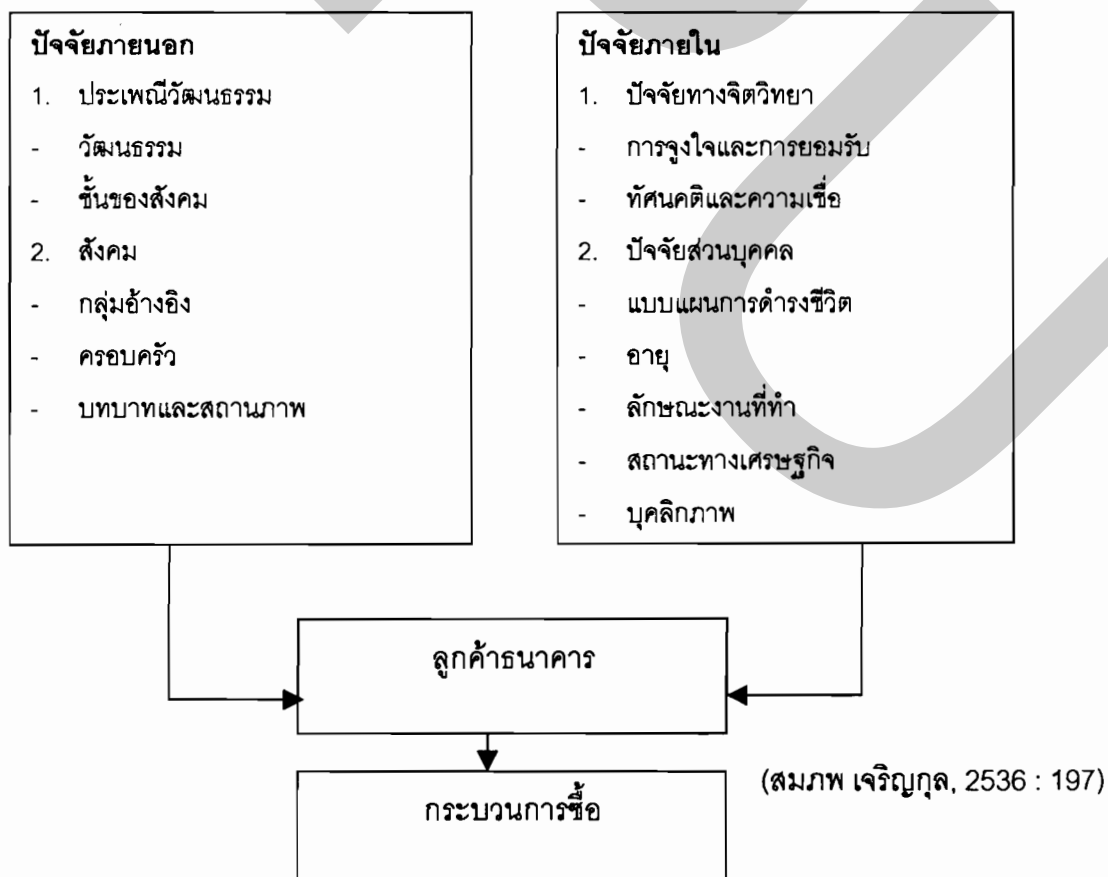 ปัจจัยภายนอก
1. ประเพณีวัฒนธรรม
- วัฒนธรรม
- ชั้นของสังคม
2. สังคม
- กลุ่มอ้างอิง
- ครอบครัว
- บทบาทและสถานภาพ
ปัจจัยภายใน
1. ปัจจัยทางจิตวิทยา
- การจูงใจและการยอมรับ
- ทัศนคติและความเชื่อ
2. ปัจจัยส่วนบุคคล
- แบบแผนการดำรงชีวิต
- อายุ
- ลักษณะงานที่ทำ
- สถานะทางเศรษฐกิจ
- บุคลิกภาพ
ลูกค้าธนาคาร
กระบวนการซื้อ
(สมภพ เจริญกุล, 2536 : 197)